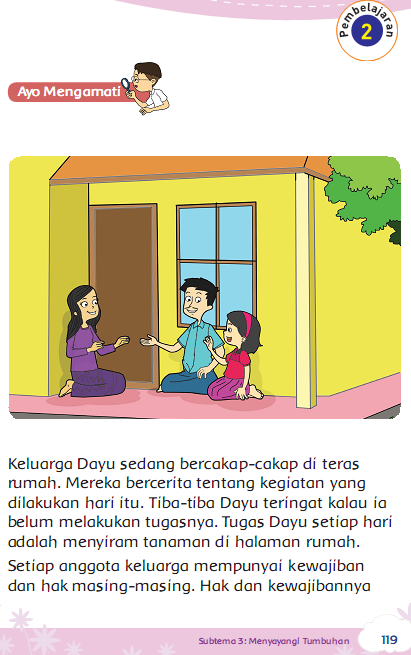 Pembelajaran
2
Ayo Mengamati
Keluarga Dayu sedang bercakap-cakap di teras
rumah. Mereka bercerita tentang kegiatan yang
dilakukan hari itu. Tiba-tiba Dayu teringat kalau ia
belum melakukan tugasnya. Tugas Dayu setiap hari
adalah menyiram tanaman di halaman rumah.
Setiap anggota keluarga mempunyai kewajiban
dan hak masing-masing. Hak dan kewajibannya
Subtema 3: Menyayangi Tumbuhan 119